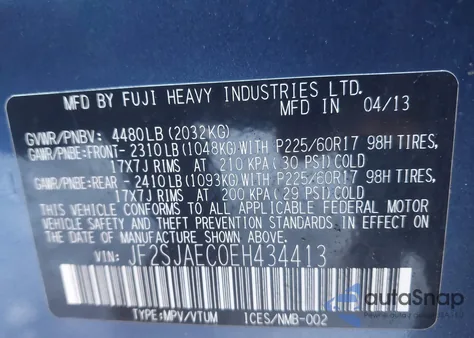 MFD BY FUJI HEAVY INDUSTRIES LTD.
MFD. IN 04/13
GVWR/PNBV: 4480LB (2032KG)
GAWR/PNBE:FRONT- 2310LB(1048KG)WITH P225/60R17 98H TIRES,
17X7J RIMS AT 210 KPA(30 PSI)COLD
GAWR/PNBE:REAR - 2410LB(1093KG)WITH P225/60R17 98H TIRES,
17X7J RIMS AT 200 KPA(29 PSI)COLD
THIS VEHICLE CONFORMS TO ALL APPLICABLE FEDERAL MOTOR
VEHICLE SAFETY, BUMPER, AND THEFT PREVENTION STANDARDS IN
EFFECT ON THE DATE OF MANUFACTURE SHOWN ABOVE.
VIN: JF2SJAEC0EH434413
TYPE:MPV/VTUM ICES/NMB-002
autoSnap
POWERED BY